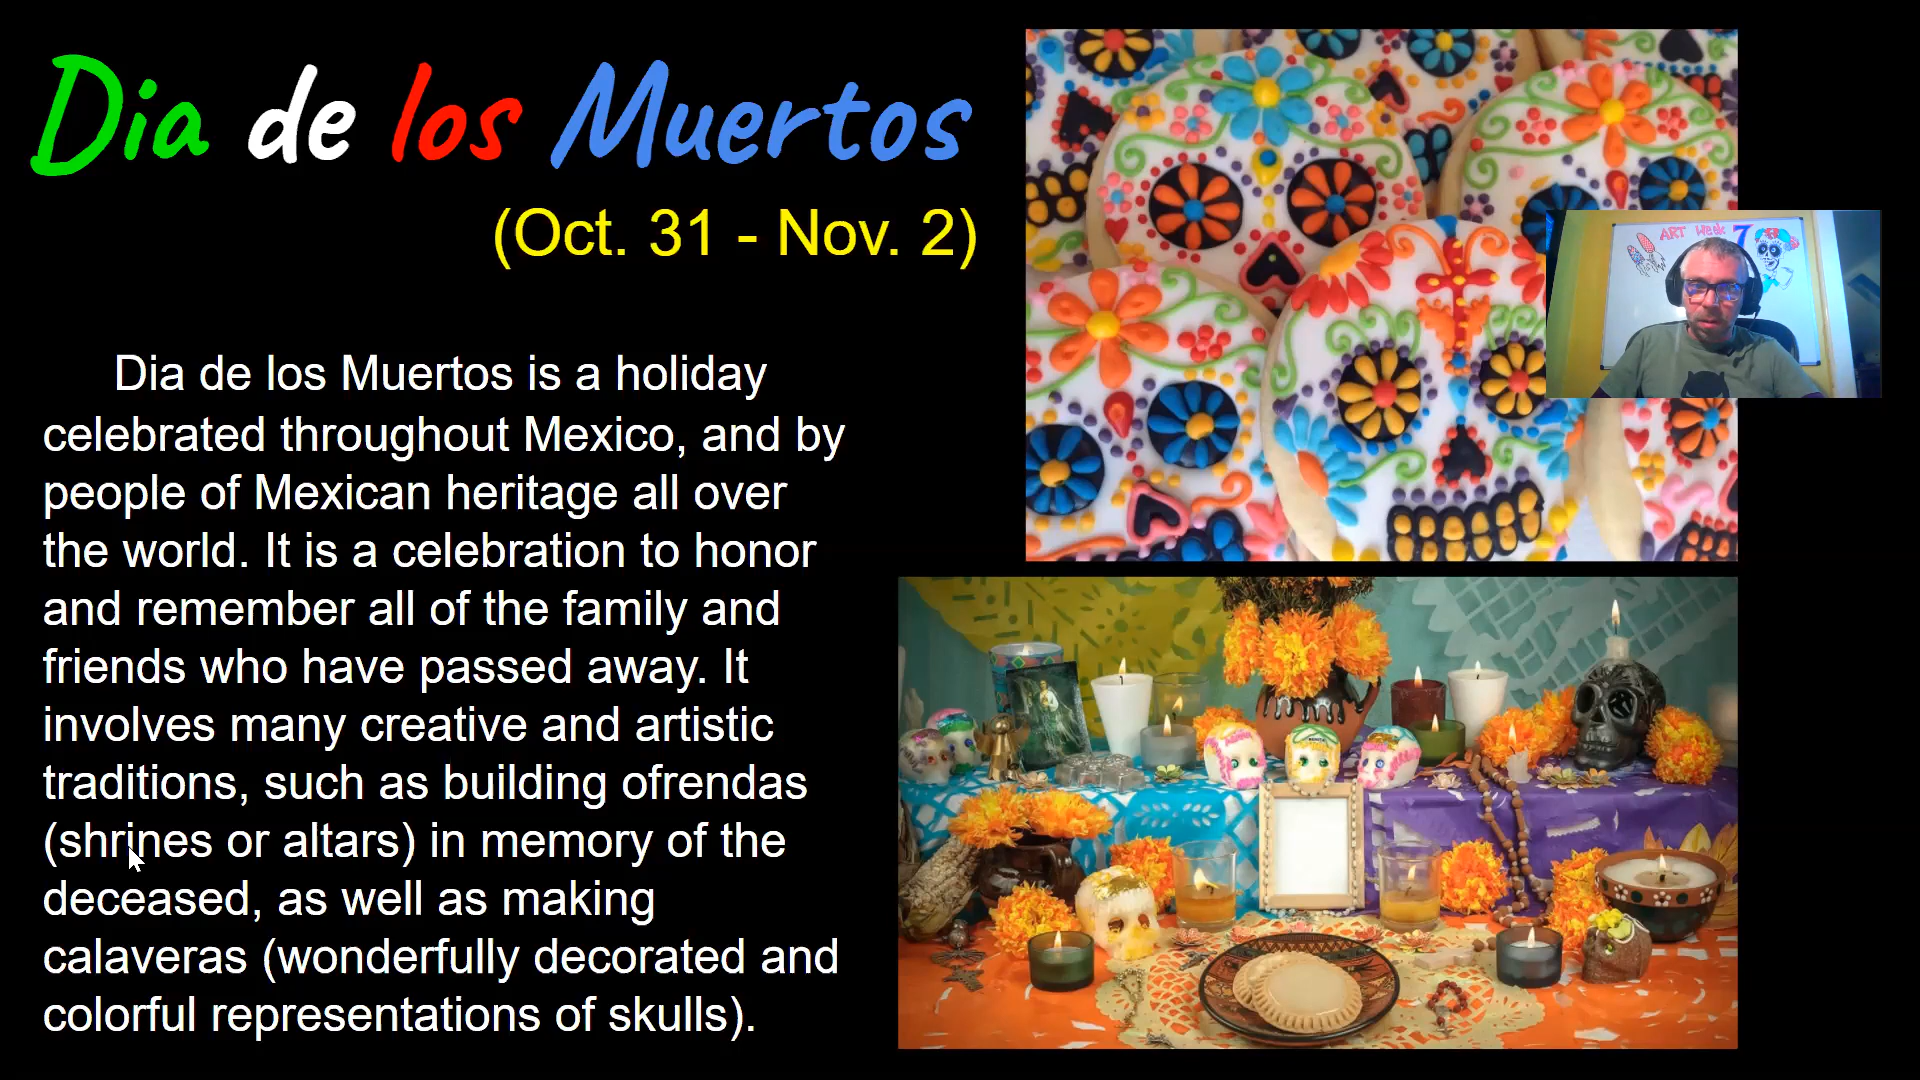 Dia de los Muertos
(Oct. 31 - Nov. 2)
Dia de los Muertos is a holiday
celebrated throughout Mexico, and by
people of Mexican heritage all over
the world. It is a celebration to honor
and remember all of the family and
friends who have passed away. It
involves many creative and artistic
traditions, such as building ofrendas
(shrines or altars) in memory of the
deceased, as well as making
calaveras (wonderfully decorated and
colorful representations of skulls).
ART Week 7